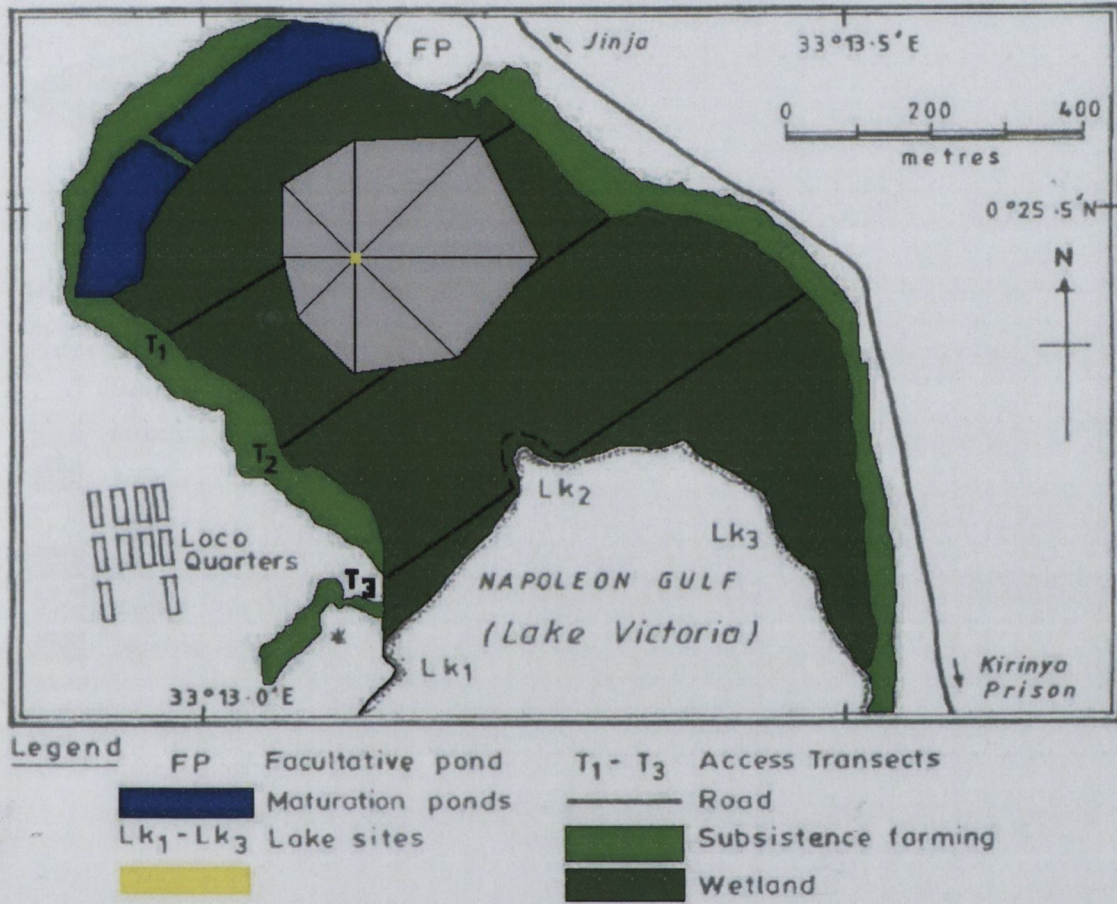 FP
Jinja
33°13.5'E
0 200 400
metres
0°25.5'N
N
T1
T2
Loco
Quarters
T3
Lk2
Lk3
NAPOLEON GULF
(Lake Victoria)
Lk1
33°13.0'E
Kirinya
Prison
Legend
FP Facultative pond
Maturation ponds
Lk1-Lk3 Lake sites
T1-T3 Access Transects
Road
Subsistence farming
Wetland